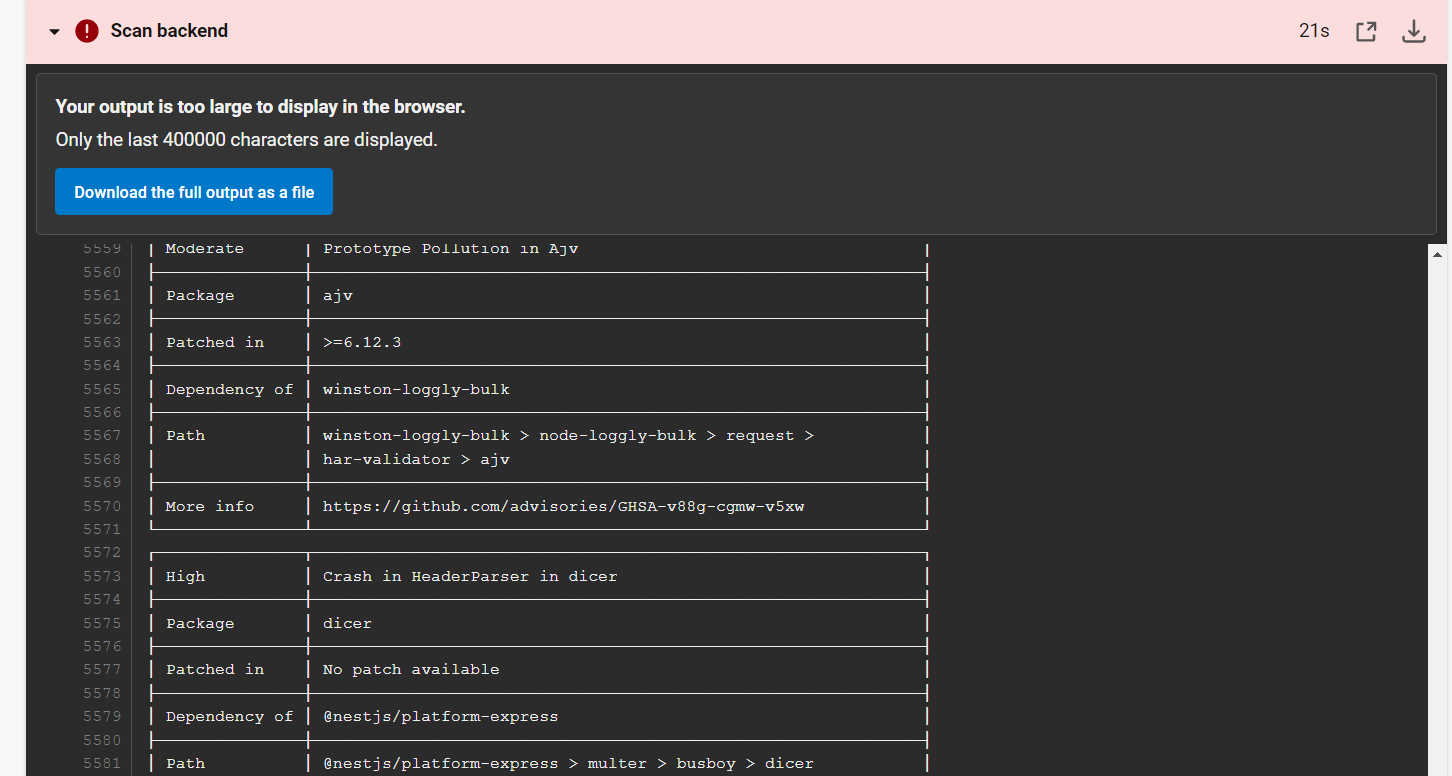 Scan backend
21s
Your output is too large to display in the browser.
Only the last 400000 characters are displayed.
Download the full output as a file
5559 | Moderate | Prototype Pollution in Ajv |
5560
5561 | Package | ajv |
5562
5563 | Patched in | >=6.12.3 |
5564
5565 | Dependency of | winston-loggly-bulk |
5566
5567 | Path | winston-loggly-bulk > node-loggly-bulk > request > |
5568 | | har-validator > ajv |
5569
5570 | More info | https://github.com/advisories/GHSA-v88g-cgmw-v5xw |
5571
5572
5573 | High | Crash in HeaderParser in dicer |
5574
5575 | Package | dicer |
5576
5577 | Patched in | No patch available |
5578
5579 | Dependency of | @nestjs/platform-express |
5580
5581 | Path | @nestjs/platform-express > multer > busboy > dicer |